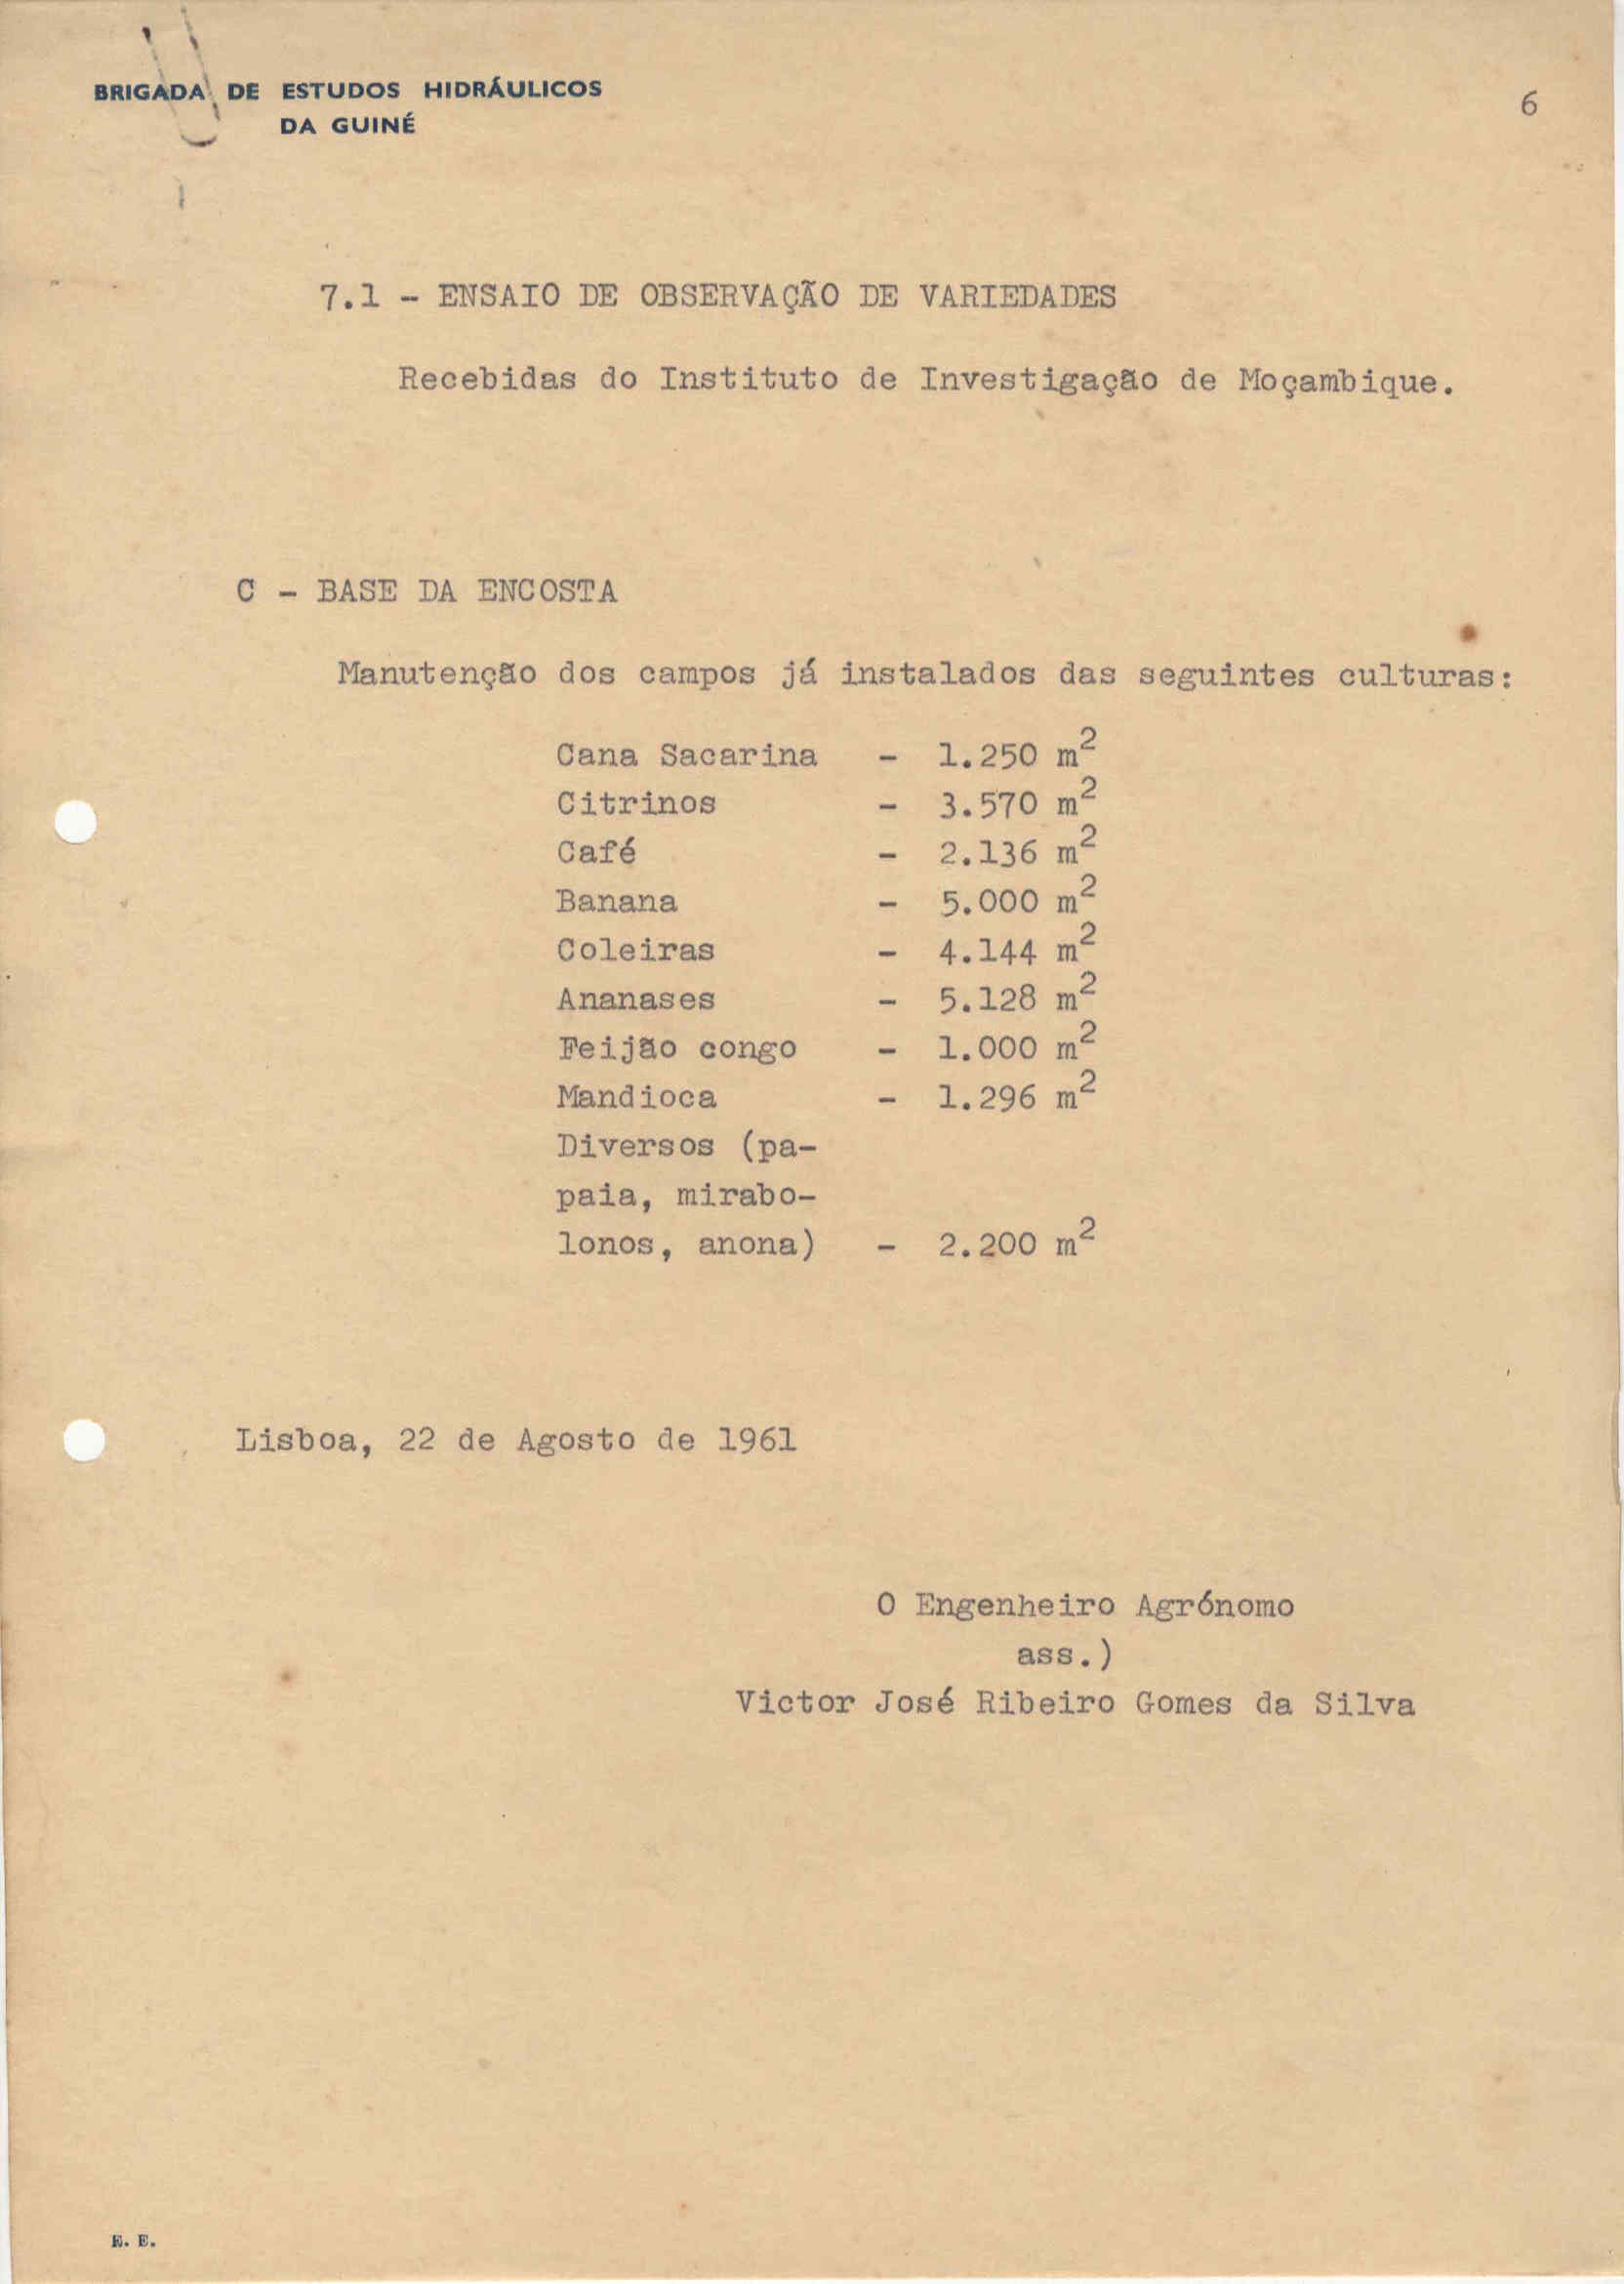 BRIGADA DE ESTUDOS HIDRÁULICOS
DA GUINÉ
6
7.1 - ENSAIO DE OBSERVAÇÃO DE VARIEDADES
Recebidas do Instituto de Investigação de Moçambique.
C - BASE DA ENCOSTA
Manutenção dos campos já instalados das seguintes culturas:
Cana Sacarina - 1.250 m²
Citrinos - 3.570 m²
Café - 2.136 m²
Banana - 5.000 m²
Coleiras - 4.144 m²
Ananases - 5.128 m²
Feijão congo - 1.000 m²
Mandioca - 1.296 m²
Diversos (pa-
paia, mirabo-
lonos, anona) - 2.200 m²
Lisboa, 22 de Agosto de 1961
O Engenheiro Agrónomo
ass.)
Victor José Ribeiro Gomes da Silva
E. E.